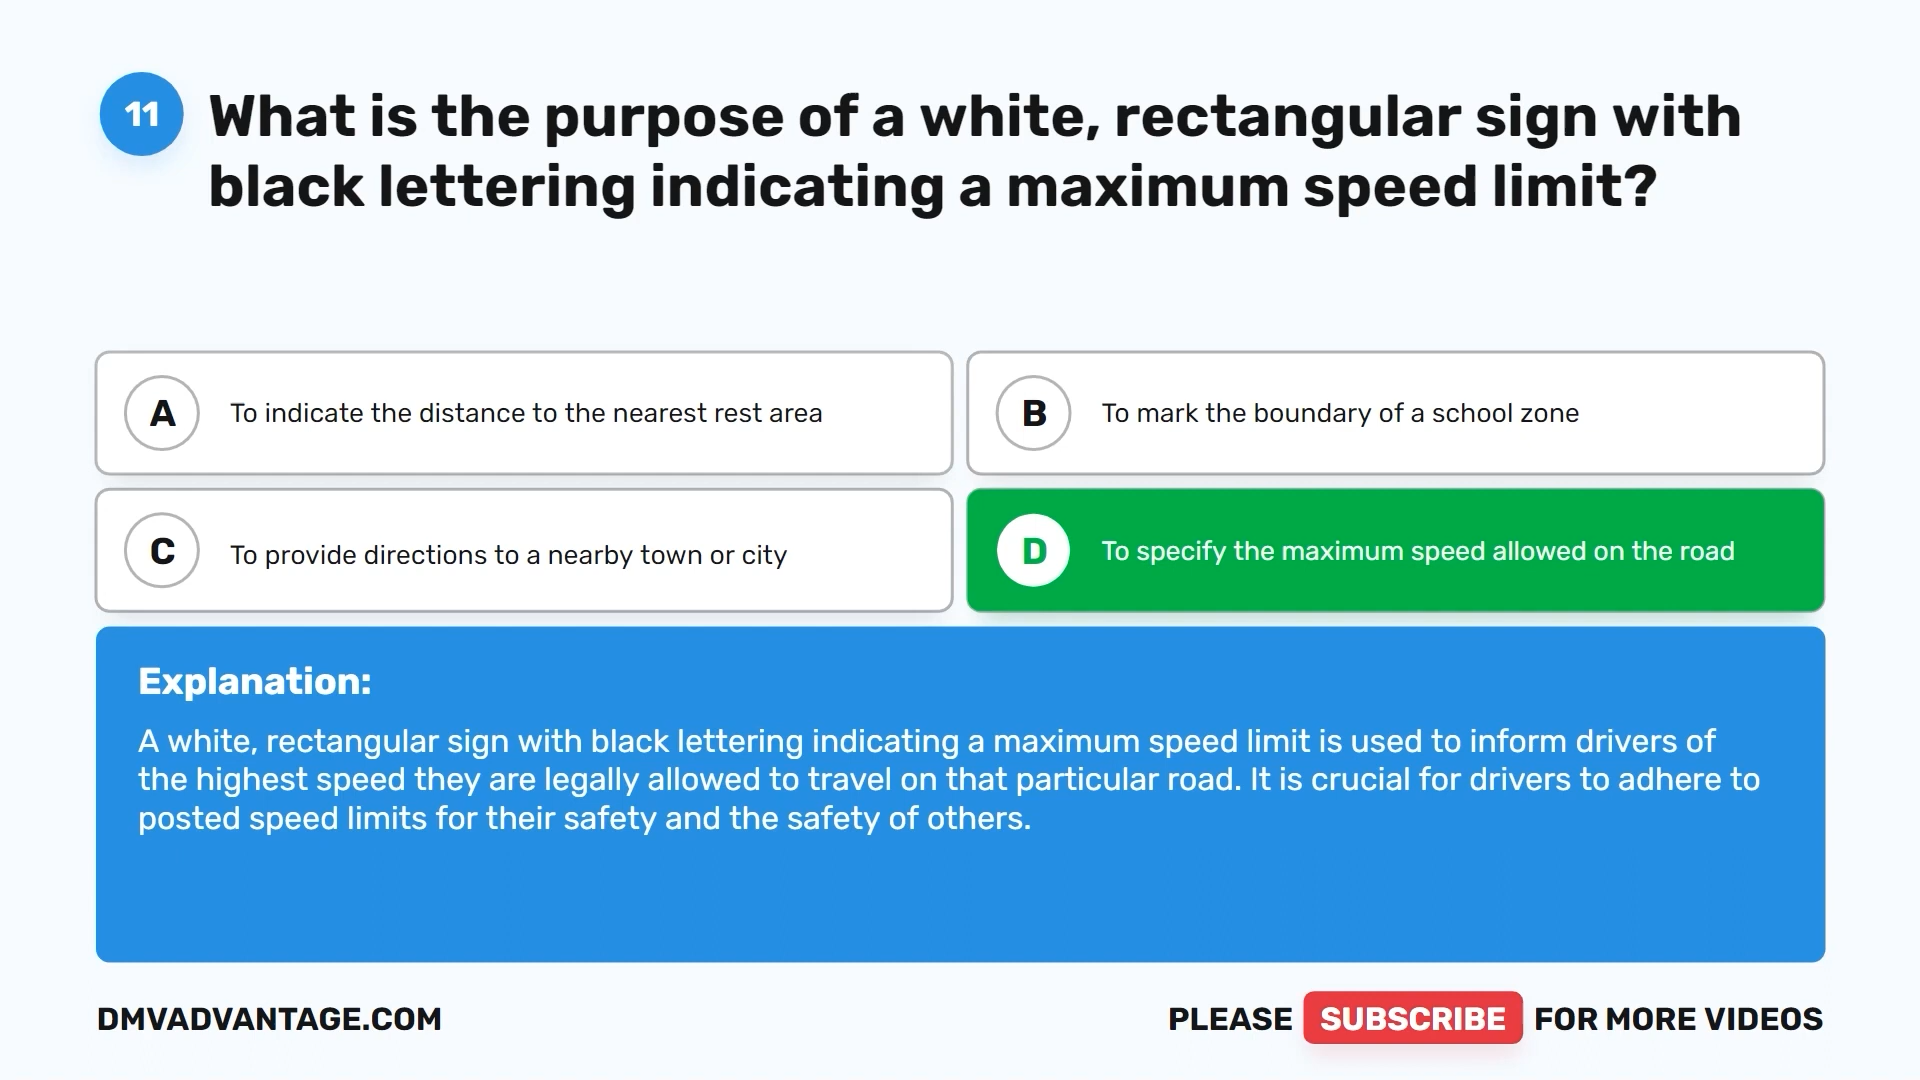 11
What is the purpose of a white, rectangular sign with
black lettering indicating a maximum speed limit?
A To indicate the distance to the nearest rest area
B To mark the boundary of a school zone
C To provide directions to a nearby town or city
D To specify the maximum speed allowed on the road
Explanation:
A white, rectangular sign with black lettering indicating a maximum speed limit is used to inform drivers of
the highest speed they are legally allowed to travel on that particular road. It is crucial for drivers to adhere to
posted speed limits for their safety and the safety of others.
DMVADVANTAGE.COM
PLEASE SUBSCRIBE FOR MORE VIDEOS